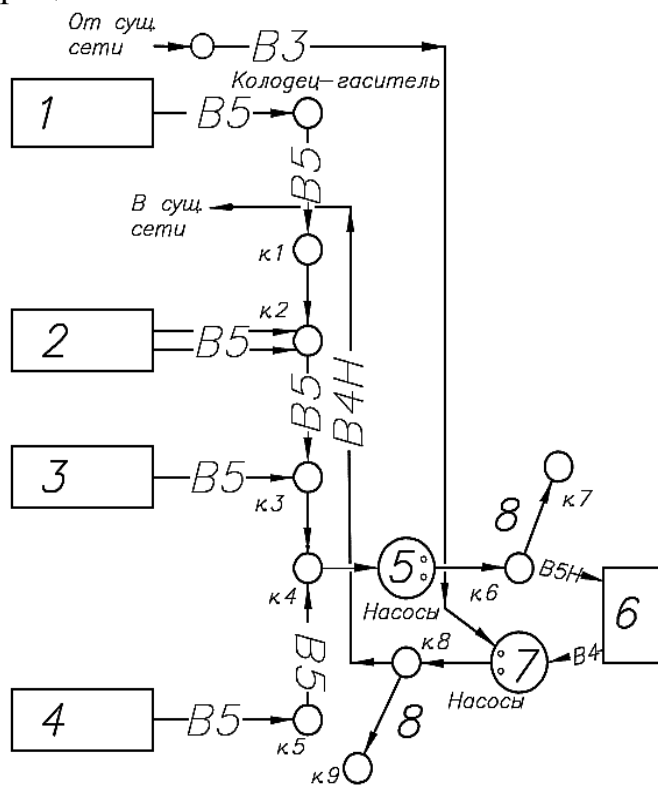 От сущ.
сети
В3
Колодец-гаситель
1
В5
В5
В сущ.
сети
к1
к2
2
В5
В5
В4Н
3
В5
к3
к7
8
5
В5Н
к4
к6
6
Насосы
к8
7
В4
В5
Насосы
4
В5
к5
8
к9